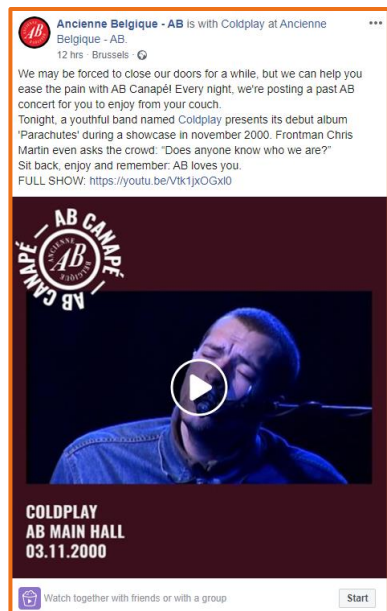 Ancienne Belgique - AB is with Coldplay at Ancienne
Belgique - AB.
12 hrs · Brussels ·
We may be forced to close our doors for a while, but we can help you
ease the pain with AB Canapé! Every night, we're posting a past AB
concert for you to enjoy from your couch.
Tonight, a youthful band named Coldplay presents its debut album
'Parachutes' during a showcase in november 2000. Frontman Chris
Martin even asks the crowd: “Does anyone know who we are?”
Sit back, enjoy and remember: AB loves you.
FULL SHOW: https://youtu.be/Vtk1jxOGxI0
AB CANAPÉ
ANCIENNE
AB
BELGIQUE
AB CANAPÉ
COLDPLAY
AB MAIN HALL
03.11.2000
Watch together with friends or with a group
Start